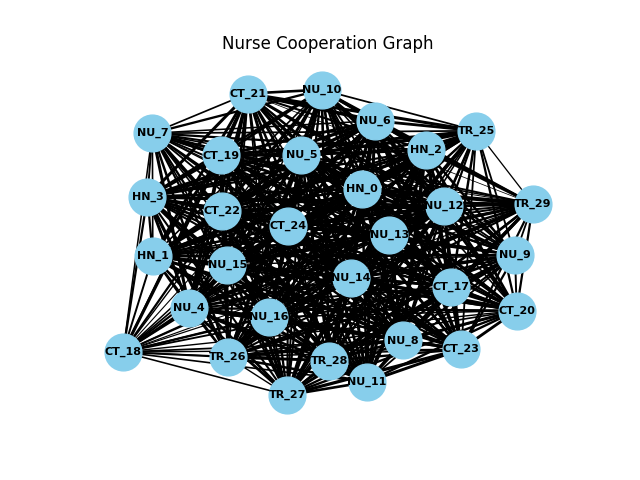 Nurse Cooperation Graph
CT_21
NU_10
NU_6
TR_25
NU_7
HN_2
CT_19
NU_5
HN_0
HN_3
TR_29
NU_12
CT_22
CT_24
NU_13
HN_1
NU_9
NU_15
NU_14
CT_17
NU_4
CT_20
NU_16
NU_8
CT_23
CT_18
TR_26
TR_28
NU_11
TR_27